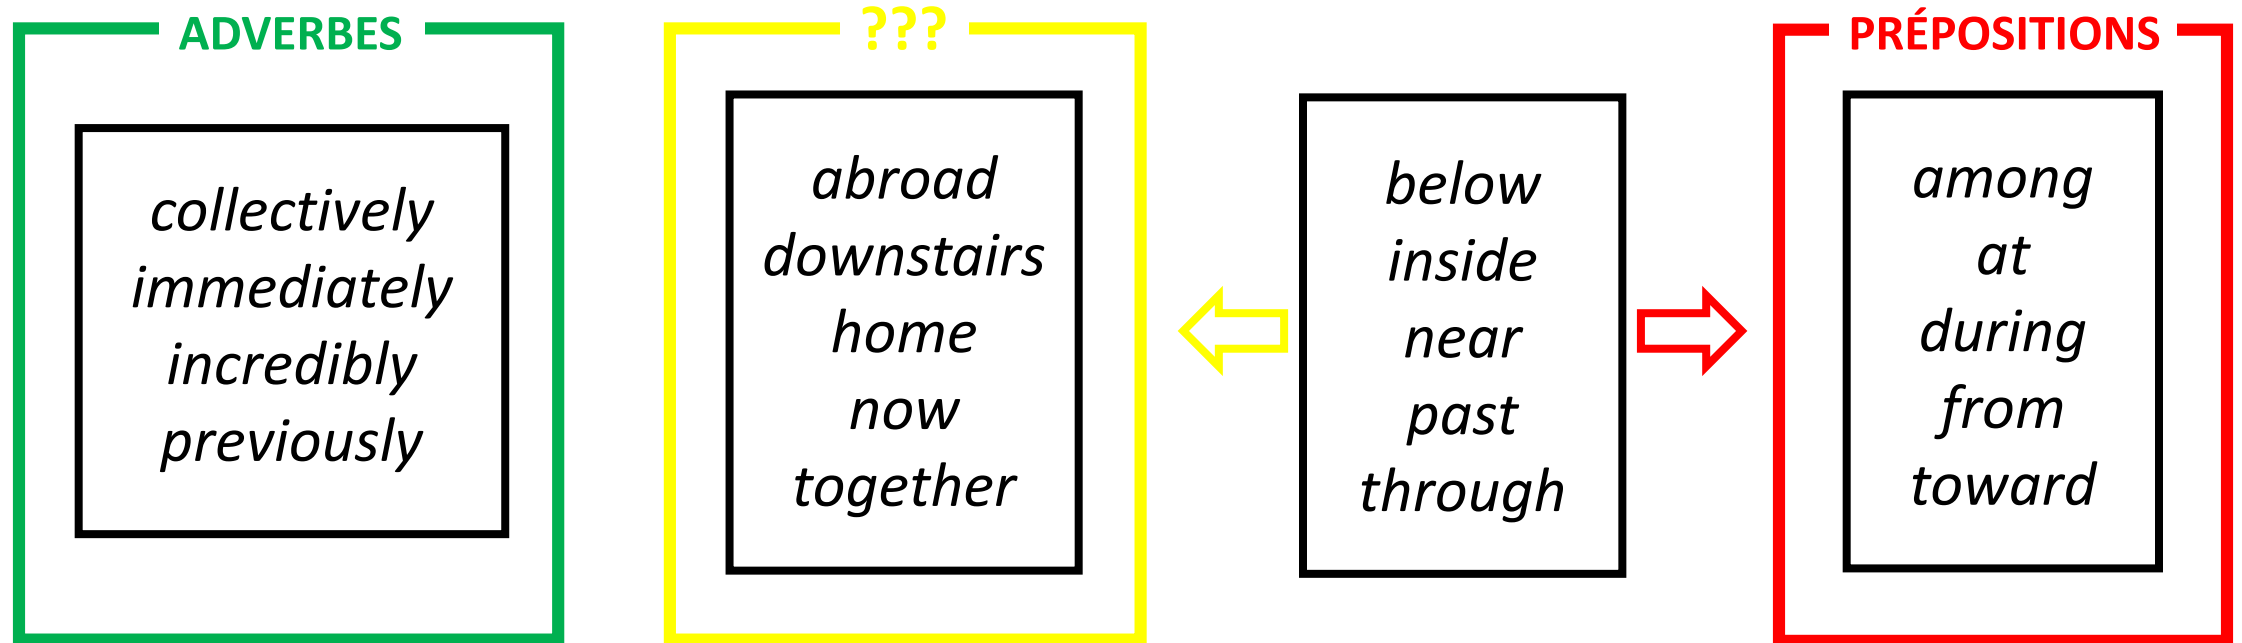 ADVERBES
collectively
immediately
incredibly
previously
???
abroad
downstairs
home
now
together
below
inside
near
past
through
PRÉPOSITIONS
among
at
during
from
toward